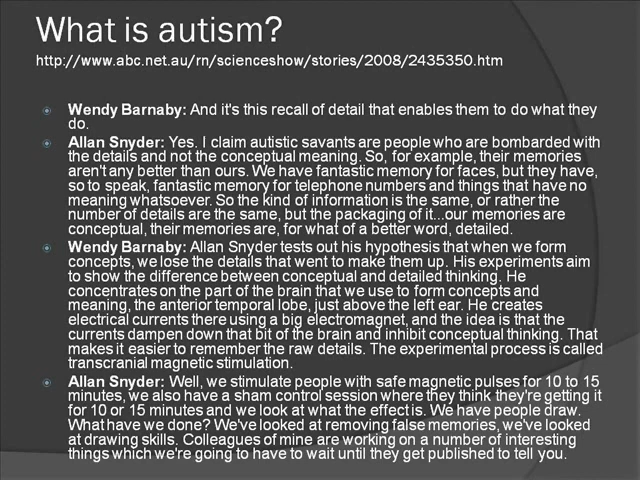 What is autism?
http://www.abc.net.au/rn/scienceshow/stories/2008/2435350.htm
Wendy Barnaby: And it's this recall of detail that enables them to do what they
do.
Allan Snyder: Yes. I claim autistic savants are people who are bombarded with
the details and not the conceptual meaning. So, for example, their memories
aren't any better than ours. We have fantastic memory for faces, but they have,
so to speak, fantastic memory for telephone numbers and things that have no
meaning whatsoever. So the kind of information is the same, or rather the
number of details are the same, but the packaging of it...our memories are
conceptual, their memories are, for what of a better word, detailed.
Wendy Barnaby: Allan Snyder tests out his hypothesis that when we form
concepts, we lose the details that went to make them up. His experiments aim
to show the difference between conceptual and detailed thinking. He
concentrates on the part of the brain that we use to form concepts and
meaning, the anterior temporal lobe, just above the left ear. He creates
electrical currents there using a big electromagnet, and the idea is that the
currents dampen down that bit of the brain and inhibit conceptual thinking. That
makes it easier to remember the raw details. The experimental process is called
transcranial magnetic stimulation.
Allan Snyder: Well, we stimulate people with safe magnetic pulses for 10 to 15
minutes, we also have a sham control session where they think they're getting it
for 10 or 15 minutes and we look at what the effect is. We have people draw.
What have we done? We've looked at removing false memories, we've looked
at drawing skills. Colleagues of mine are working on a number of interesting
things which we're going to have to wait until they get published to tell you.